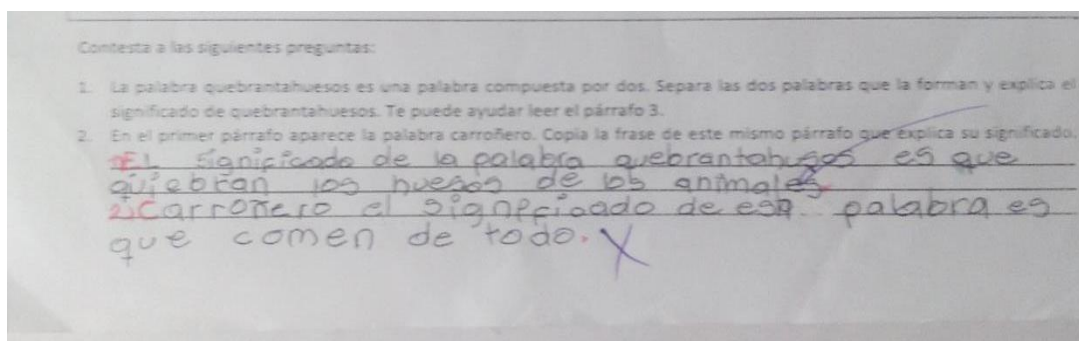 Contesta a las siguientes preguntas:
1. La palabra quebrantahuesos es una palabra compuesta por dos. Separa las dos palabras que la forman y explica el
significado de quebrantahuesos. Te puede ayudar leer el párrafo 3.
2. En el primer párrafo aparece la palabra carroñero. Copia la frase de este mismo párrafo que explica su significado.
1 El significado de la palabra quebrantahusos es que
quiebran los huesos de los animales.
2) Carroñero el signeficado de esa palabra es
que comen de todo. X